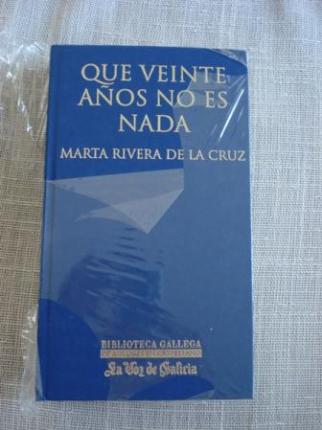 QUE VEINTE
AÑOS NO ES
NADA
MARTA RIVERA DE LA CRUZ
BIBLIOTECA GALLEGA
La Voz de Galicia